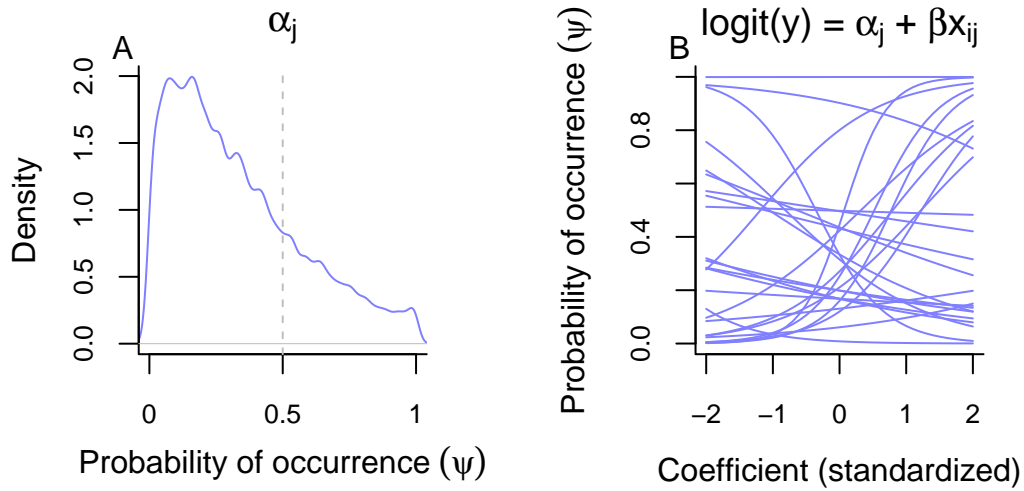 A
αj
Density
0.0 0.5 1.0 1.5 2.0
0 0.5 1
Probability of occurrence (ψ)
B
logit(y) = αj + βxij
Probability of occurrence (ψ)
0.0 0.4 0.8
−2 −1 0 1 2
Coefficient (standardized)